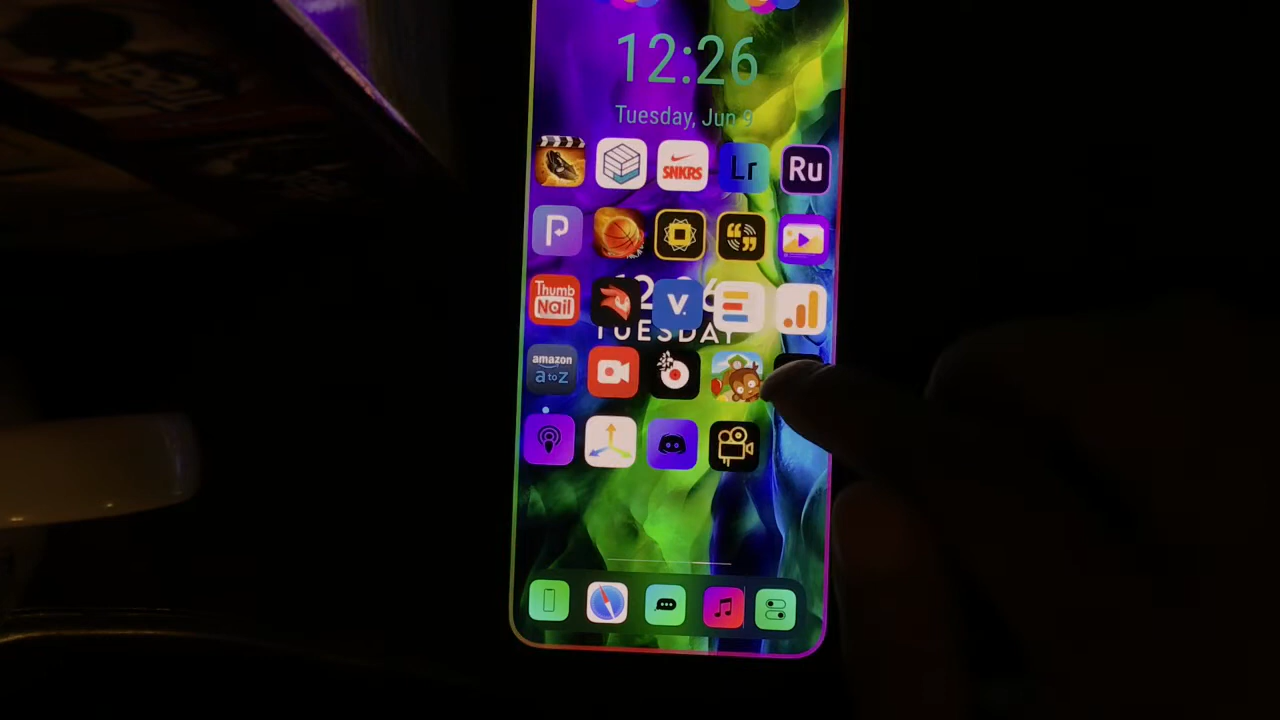 12:26
Tuesday, Jun 9
SNKRS
Lr
Ru
P
Thumb
Nail
V.
TUESDAY
amazon
a to z